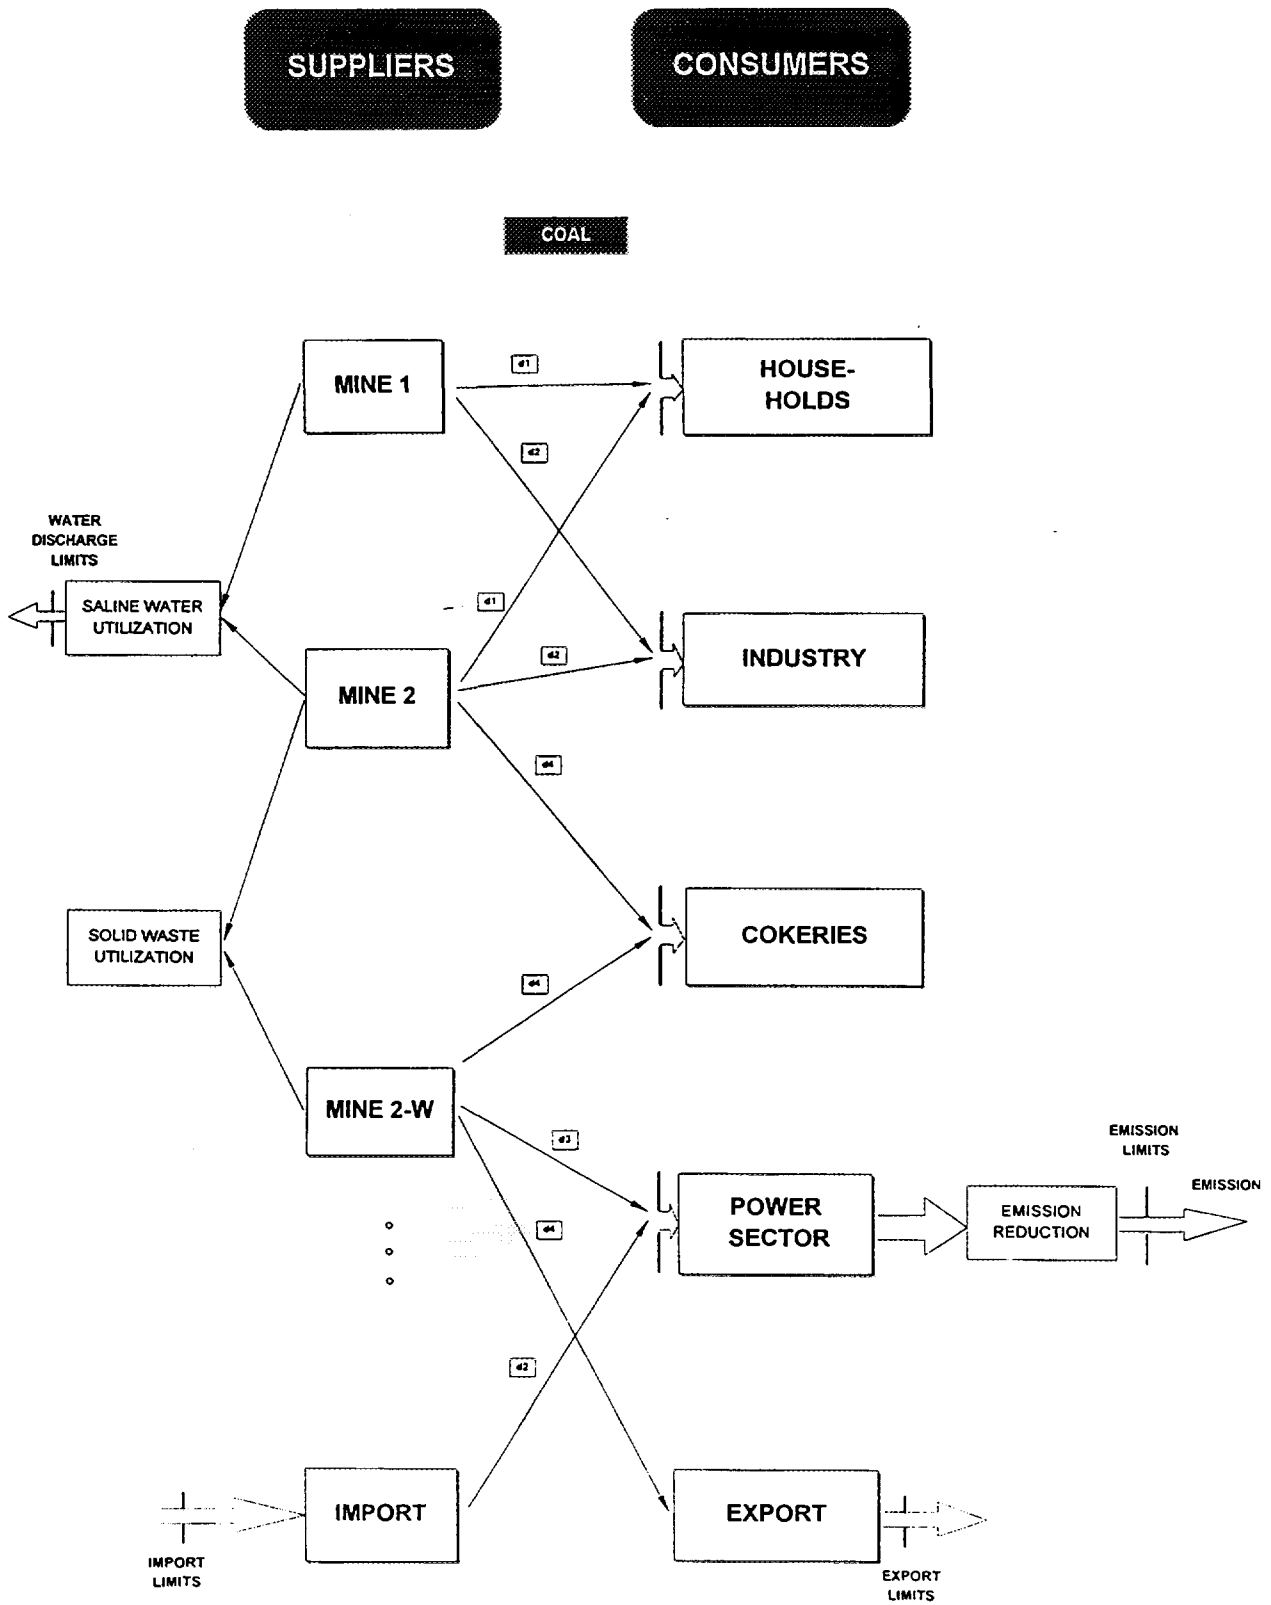 SUPPLIERS
CONSUMERS
COAL
MINE 1
d1
HOUSE-
HOLDS
d2
WATER
DISCHARGE
LIMITS
SALINE WATER
UTILIZATION
d1
MINE 2
d2
INDUSTRY
d4
SOLID WASTE
UTILIZATION
COKERIES
d4
MINE 2-W
d3
EMISSION
LIMITS
EMISSION
POWER
SECTOR
EMISSION
REDUCTION
d4
d2
IMPORT
EXPORT
IMPORT
LIMITS
EXPORT
LIMITS